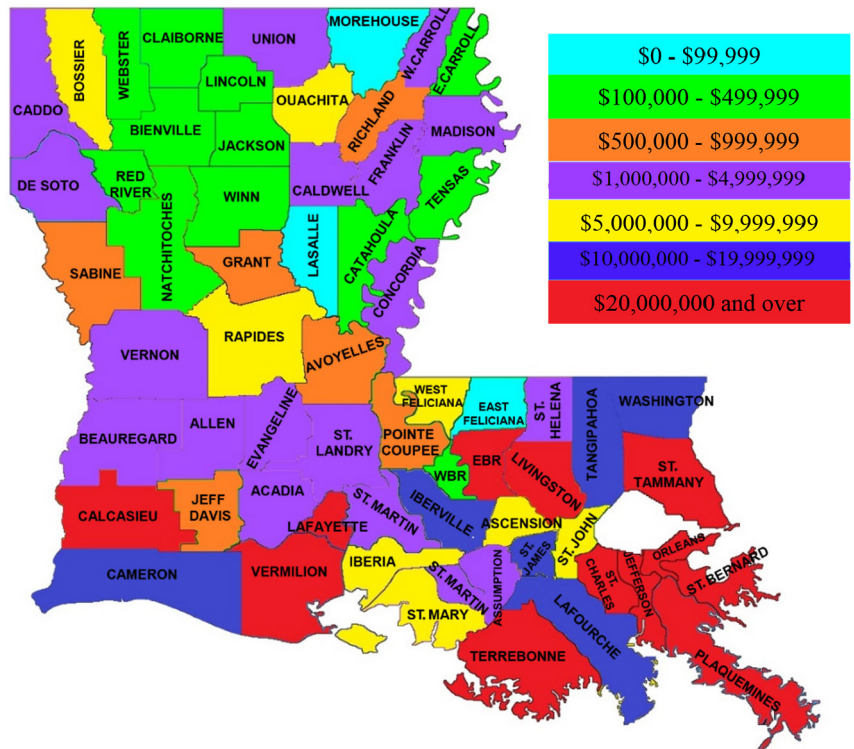 MOREHOUSE
W.CARROLL
E.CARROLL
CLAIBORNE
UNION
WEBSTER
BOSSIER
CADDO
LINCOLN
OUACHITA
RICHLAND
MADISON
BIENVILLE
JACKSON
FRANKLIN
DE SOTO
RED
RIVER
WINN
CALDWELL
TENSAS
NATCHITOCHES
LASALLE
CATAHOULA
SABINE
GRANT
CONCORDIA
VERNON
RAPIDES
AVOYELLES
BEAUREGARD
ALLEN
EVANGELINE
ST.
LANDRY
POINTE
COUPEE
WEST
FELICIANA
EAST
FELICIANA
ST.
HELENA
TANGIPAHOA
WASHINGTON
CALCASIEU
JEFF
DAVIS
ACADIA
LAFAYETTE
ST. MARTIN
IBERVILLE
WBR
EBR
LIVINGSTON
ST.
TAMMANY
CAMERON
VERMILION
IBERIA
ST. MARTIN
ST. MARY
ASSUMPTION
ASCENSION
ST.
JAMES
ST. JOHN
ST.
CHARLES
JEFFERSON
ORLEANS
ST. BERNARD
LAFOURCHE
TERREBONNE
PLAQUEMINES
$0 - $99,999
$100,000 - $499,999
$500,000 - $999,999
$1,000,000 - $4,999,999
$5,000,000 - $9,999,999
$10,000,000 - $19,999,999
$20,000,000 and over